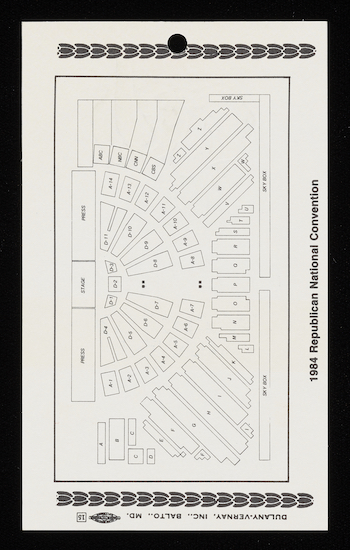 1984 Republican National Convention
SKY BOX
SKY BOX
SKY BOX
ABC
NBC
CNN
CBS
PRESS
STAGE
PRESS
A-14
A-13
A-12
A-11
A-10
A-9
A-8
D-11
D-10
D-9
D-8
D-3
D-2
D-1
D-4
D-5
D-6
D-7
A-1
A-2
A-3
A-4
A-5
A-6
A-7
Z
Y
X
W
V
U
T
S
R
Q
P
O
N
M
L
K
J
I
H
G
F
E
A
B
C
C
D
DULANY-VERNAY, INC., BALTO., MD.
16